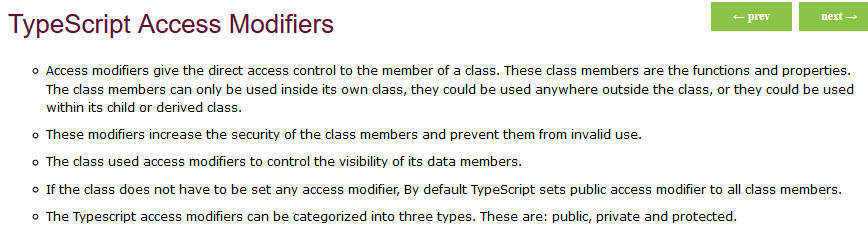 TypeScript Access Modifiers
← prev
next →
Access modifiers give the direct access control to the member of a class. These class members are the functions and properties.
The class members can only be used inside its own class, they could be used anywhere outside the class, or they could be used
within its child or derived class.
These modifiers increase the security of the class members and prevent them from invalid use.
The class used access modifiers to control the visibility of its data members.
If the class does not have to be set any access modifier, By default TypeScript sets public access modifier to all class members.
The Typescript access modifiers can be categorized into three types. These are: public, private and protected.